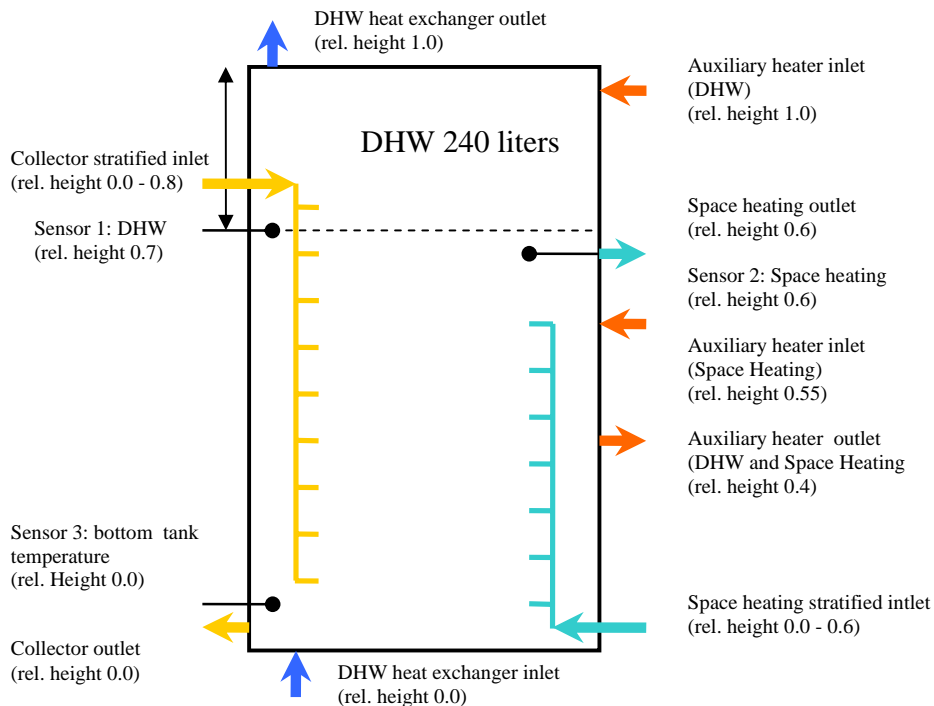 DHW heat exchanger outlet
(rel. height 1.0)
Auxiliary heater inlet
(DHW)
(rel. height 1.0)
DHW 240 liters
Collector stratified inlet
(rel. height 0.0 - 0.8)
Sensor 1: DHW
(rel. height 0.7)
Space heating outlet
(rel. height 0.6)
Sensor 2: Space heating
(rel. height 0.6)
Auxiliary heater inlet
(Space Heating)
(rel. height 0.55)
Auxiliary heater outlet
(DHW and Space Heating
(rel. height 0.4)
Sensor 3: bottom tank
temperature
(rel. Height 0.0)
Space heating stratified intlet
(rel. height 0.0 - 0.6)
Collector outlet
(rel. height 0.0)
DHW heat exchanger inlet
(rel. height 0.0)